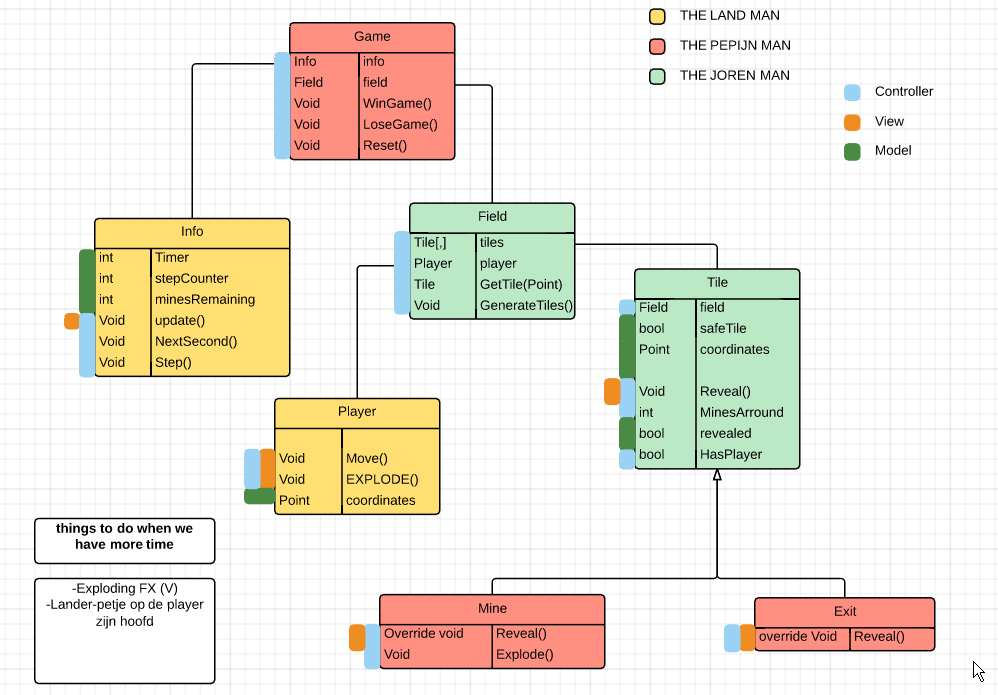 THE LAND MAN
THE PEPIJN MAN
THE JOREN MAN
Controller
View
Model
Game
Info info
Field field
Void WinGame()
Void LoseGame()
Void Reset()
Info
int Timer
int stepCounter
int minesRemaining
Void update()
Void NextSecond()
Void Step()
Field
Tile[,] tiles
Player player
Tile GetTile(Point)
Void GenerateTiles()
Tile
Field field
bool safeTile
Point coordinates
Void Reveal()
int MinesArround
bool revealed
bool HasPlayer
Player
Void Move()
Void EXPLODE()
Point coordinates
things to do when we
have more time
-Exploding FX (V)
-Lander-petje op de player
zijn hoofd
Mine
Override void Reveal()
Void Explode()
Exit
override Void Reveal()